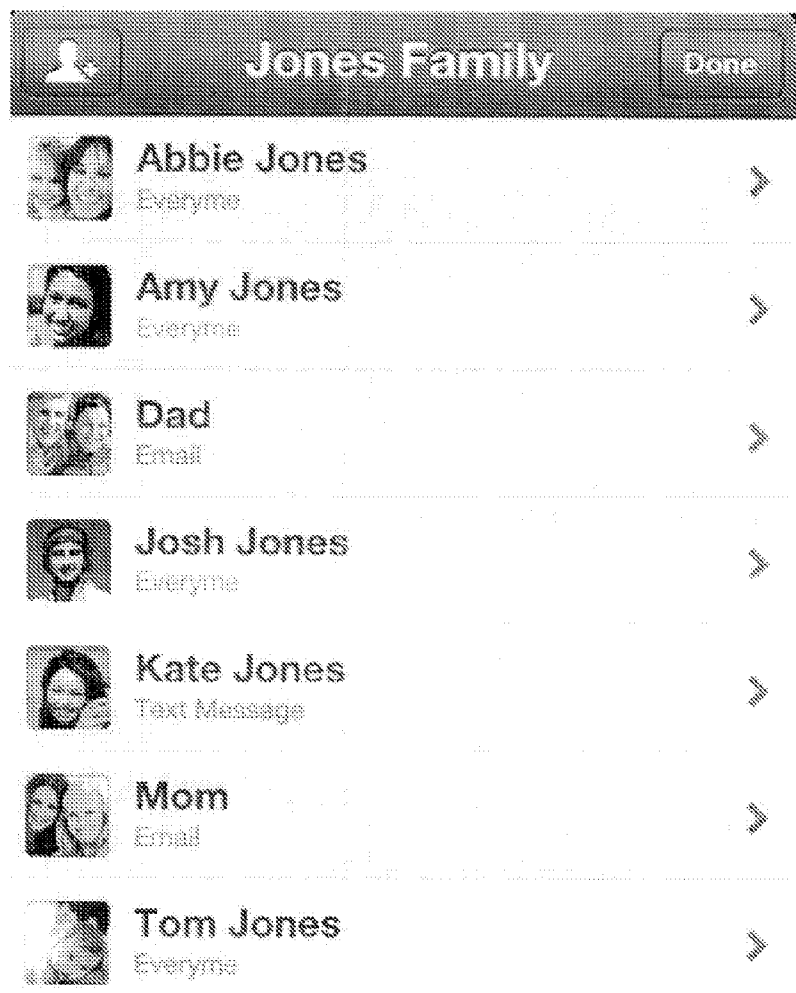 Jones Family
Done
Abbie Jones
Everyme
Amy Jones
Everyme
Dad
Email
Josh Jones
Everyme
Kate Jones
Text Message
Mom
Email
Tom Jones
Everyme